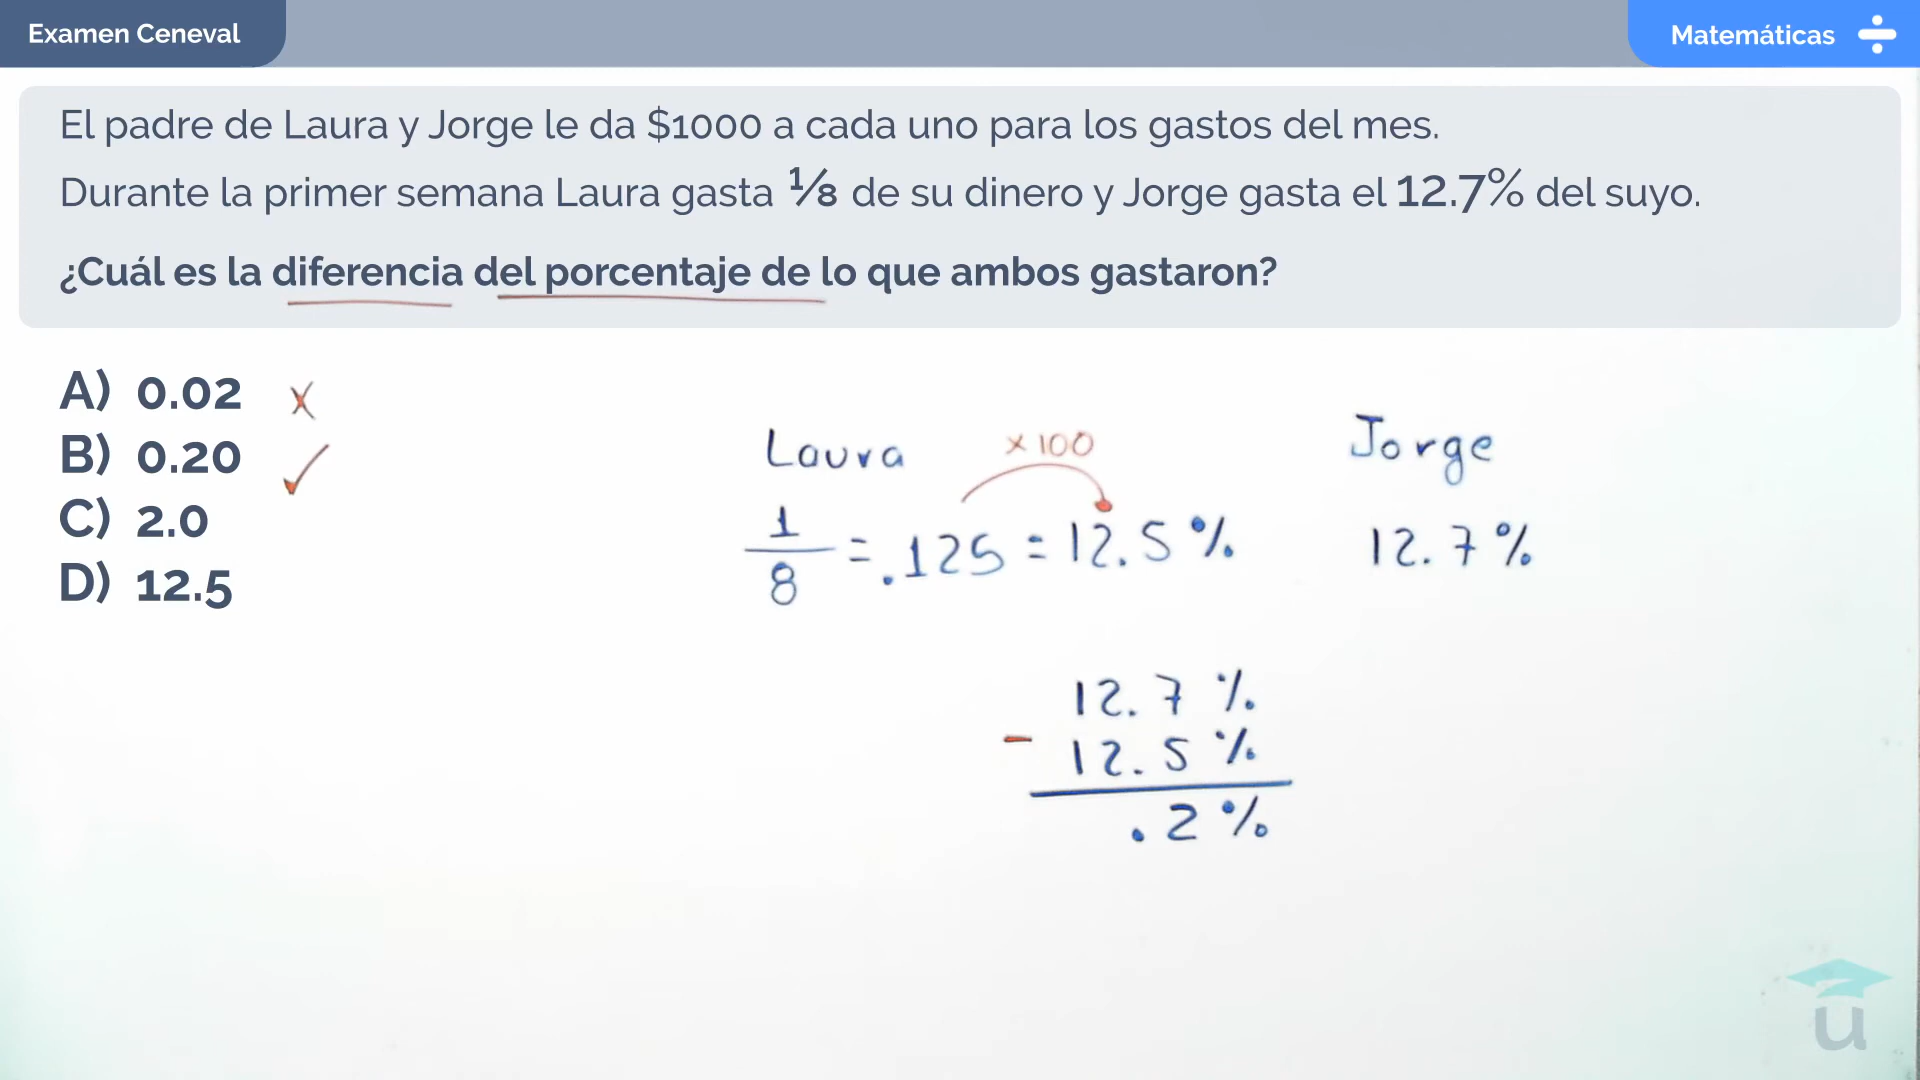 Examen Ceneval
Matemáticas
El padre de Laura y Jorge le da $1000 a cada uno para los gastos del mes.
Durante la primer semana Laura gasta ⅛ de su dinero y Jorge gasta el 12.7% del suyo.
¿Cuál es la diferencia del porcentaje de lo que ambos gastaron?
A) 0.02 x
B) 0.20 ✓
C) 2.0
D) 12.5
Laura
x 100
1/8 = .125 = 12.5 %
Jorge
12.7 %
12.7 %
- 12.5 %
.2 %
u